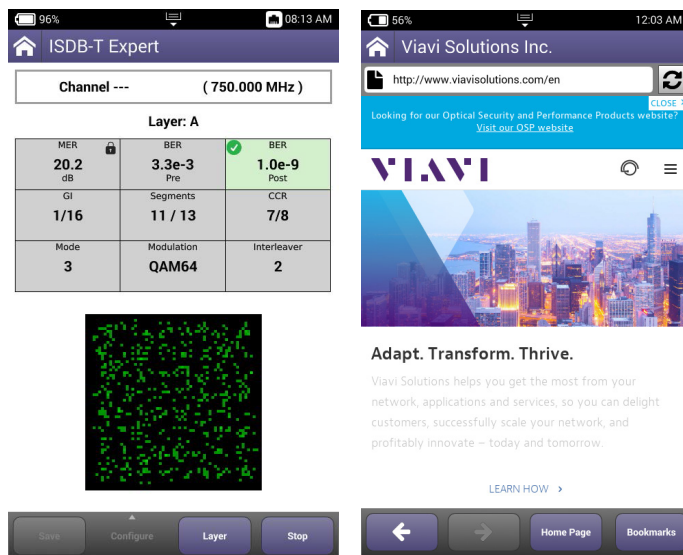 96%
08:13 AM
ISDB-T Expert
Channel --- ( 750.000 MHz )
Layer: A
MER BER BER
20.2 3.3e-3 1.0e-9
dB Pre Post
GI Segments CCR
1/16 11 / 13 7/8
Mode Modulation Interleaver
3 QAM64 2
Save Configure Layer Stop
56%
12:03 AM
Viavi Solutions Inc.
http://www.viavisolutions.com/en
CLOSE
Looking for our Optical Security and Performance Products website?
Visit our OSP website
VIAVI
Adapt. Transform. Thrive.
Viavi Solutions helps you get the most from your
network, applications and services, so you can delight
customers, successfully scale your network, and
profitably innovate – today and tomorrow.
LEARN HOW >
Home Page Bookmarks